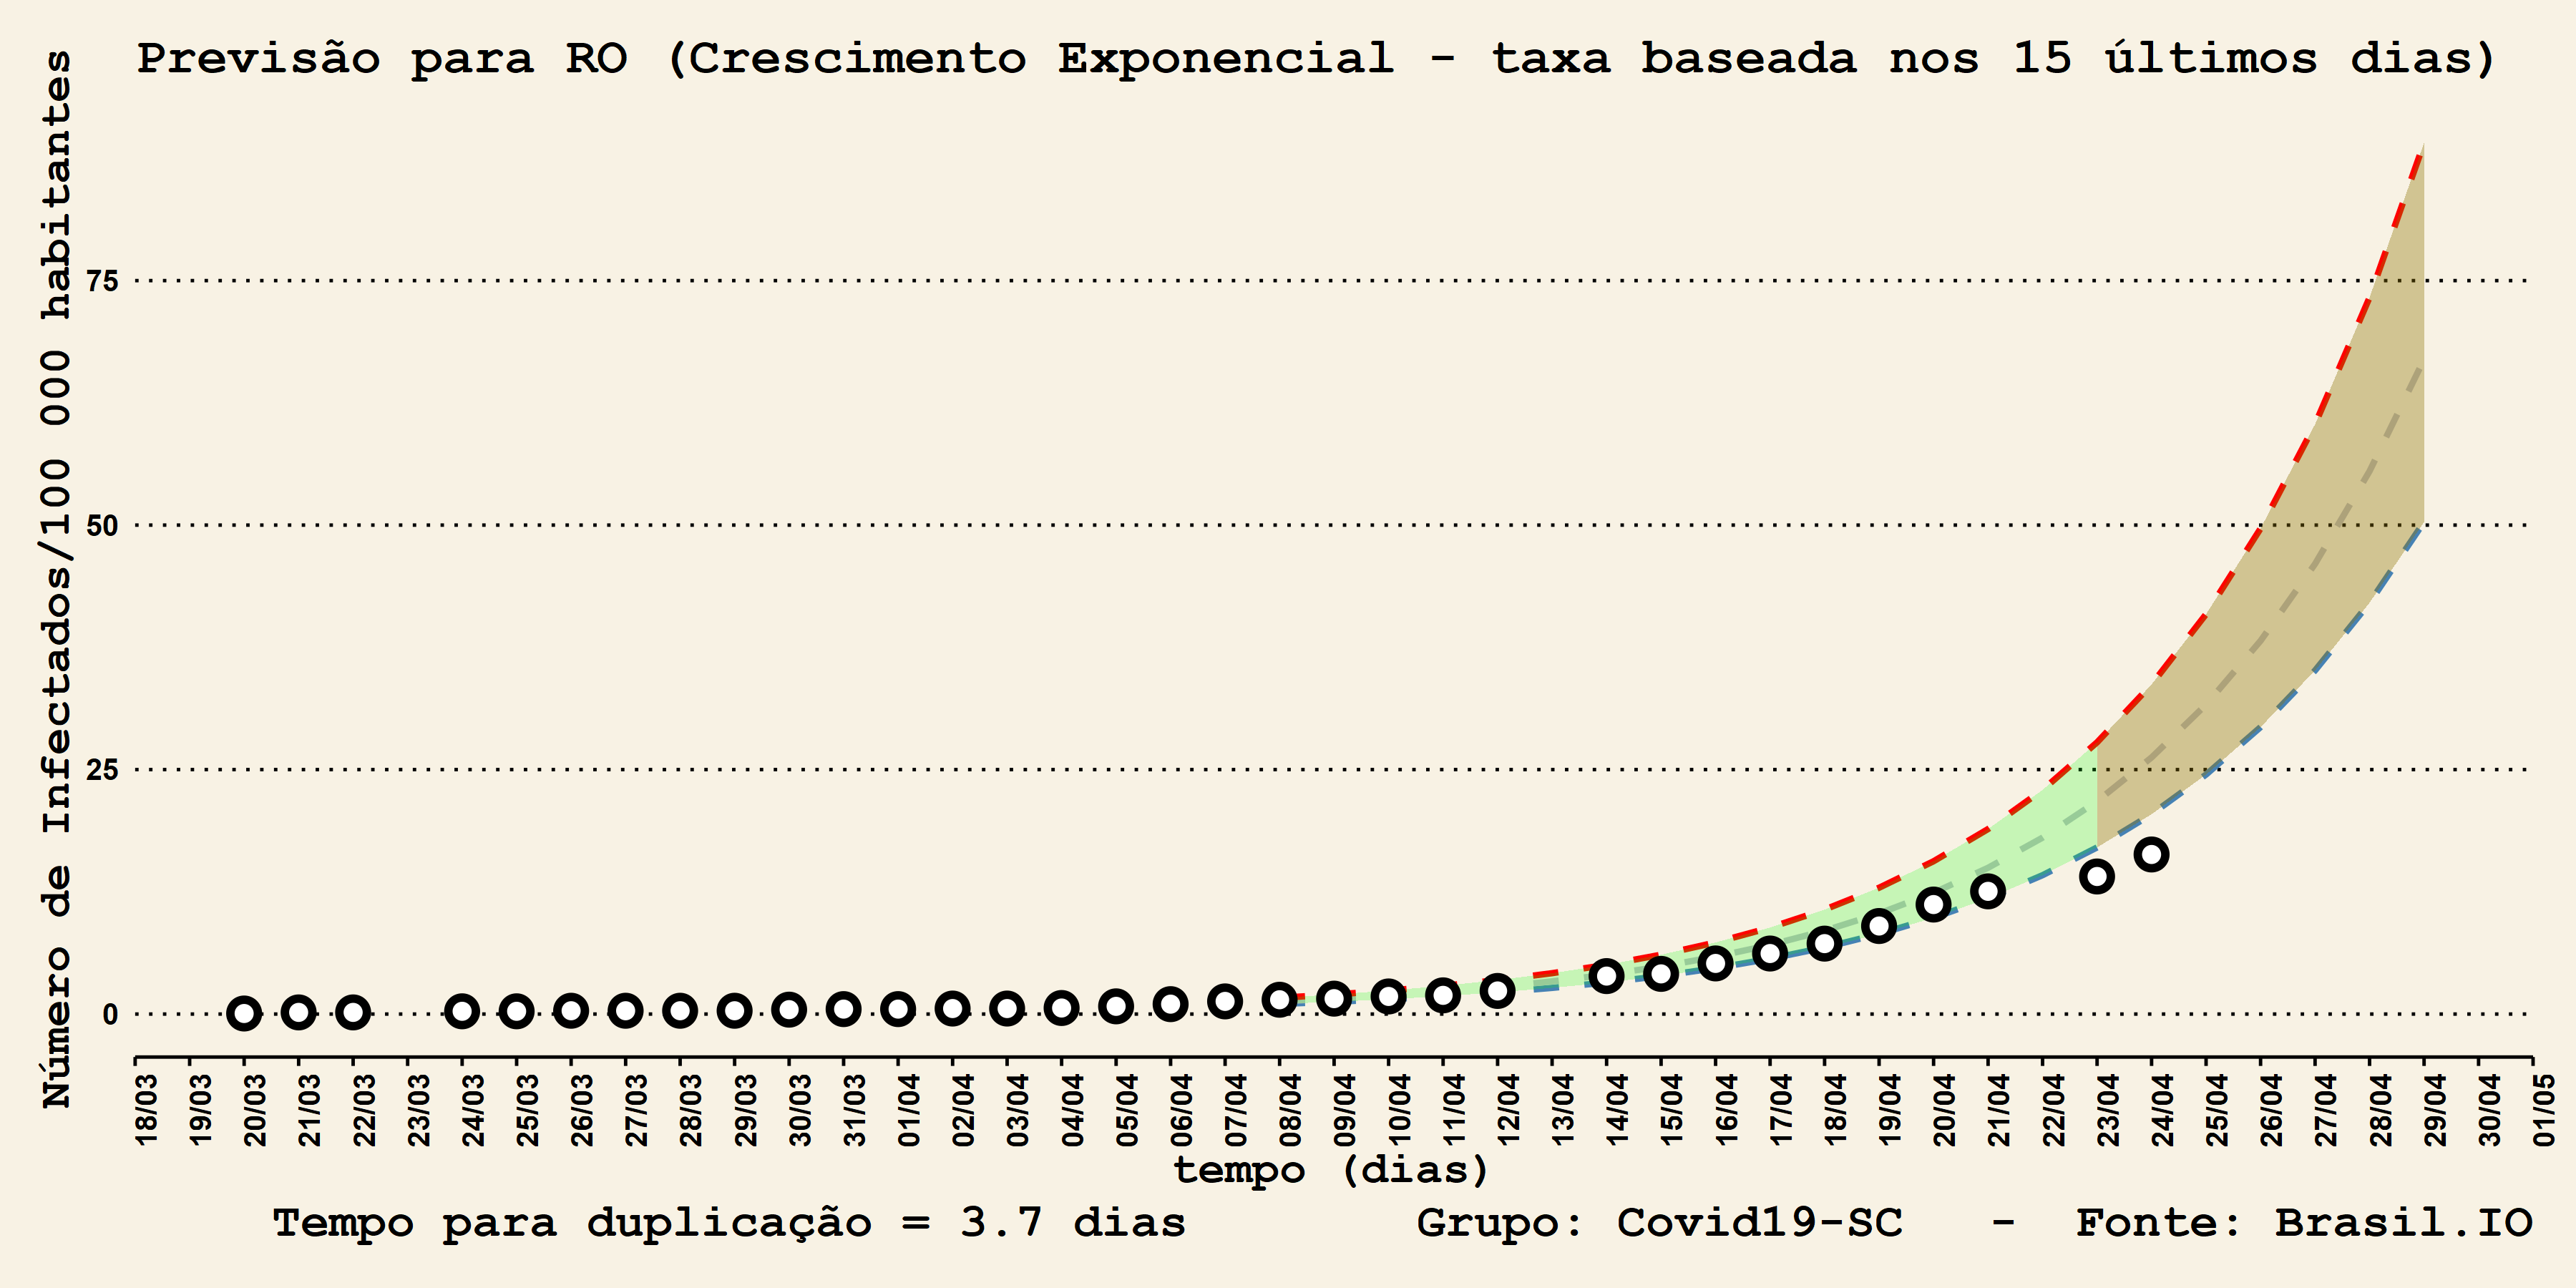 Previsão para RO (Crescimento Exponencial - taxa baseada nos 15 últimos dias)
Número de Infectados/100 000 habitantes
75
50
25
0
18/03 19/03 20/03 21/03 22/03 23/03 24/03 25/03 26/03 27/03 28/03 29/03 30/03 31/03 01/04 02/04 03/04 04/04 05/04 06/04 07/04 08/04 09/04 10/04 11/04 12/04 13/04 14/04 15/04 16/04 17/04 18/04 19/04 20/04 21/04 22/04 23/04 24/04 25/04 26/04 27/04 28/04 29/04 30/04 01/05
tempo (dias)
Tempo para duplicação = 3.7 dias Grupo: Covid19-SC - Fonte: Brasil.IO